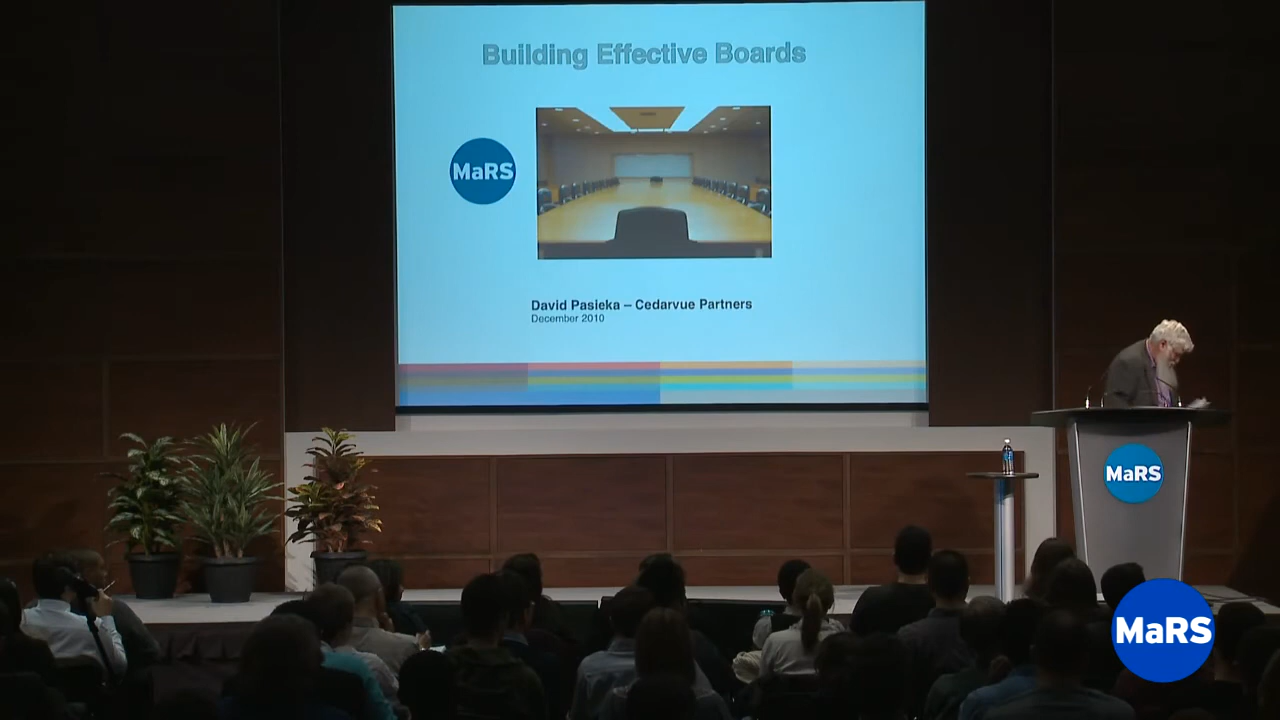 Building Effective Boards
MaRS
David Pasieka – Cedarvue Partners
December 2010
MaRS
MaRS